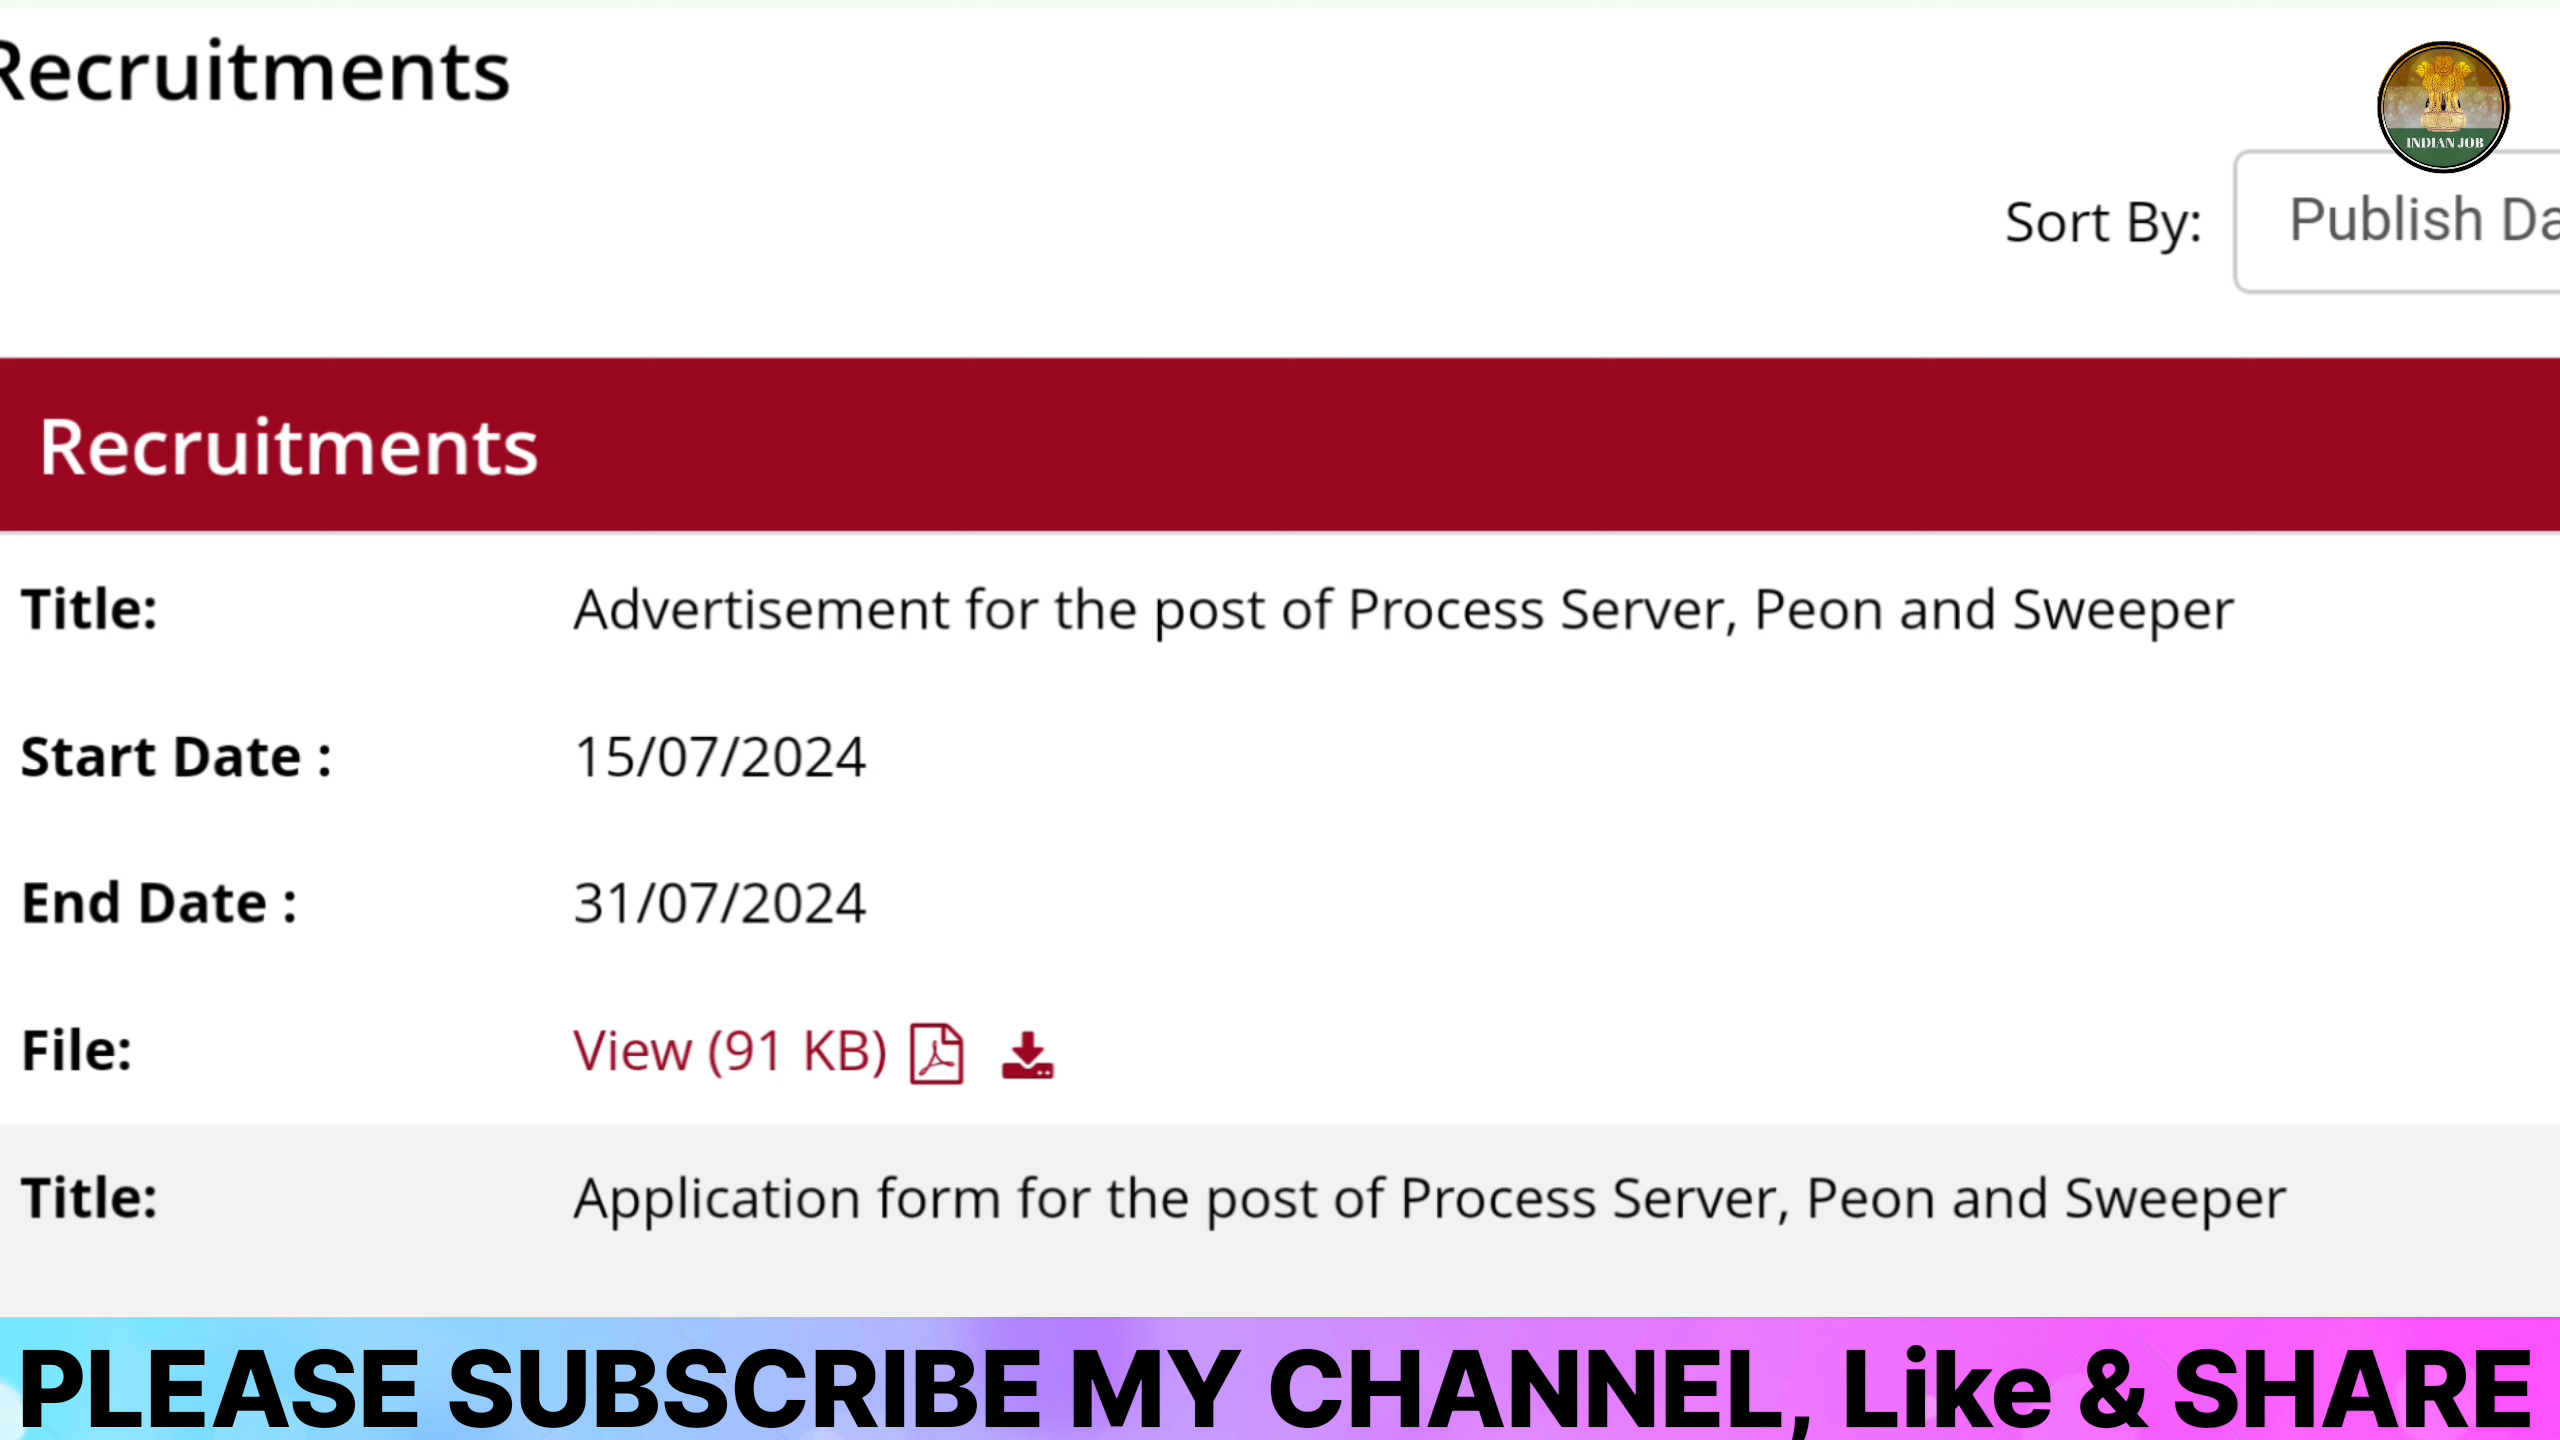 Recruitments
INDIAN JOB
Sort By: Publish Da
Recruitments
Title: Advertisement for the post of Process Server, Peon and Sweeper
Start Date : 15/07/2024
End Date : 31/07/2024
File: View (91 KB)
Title: Application form for the post of Process Server, Peon and Sweeper
PLEASE SUBSCRIBE MY CHANNEL, Like & SHARE